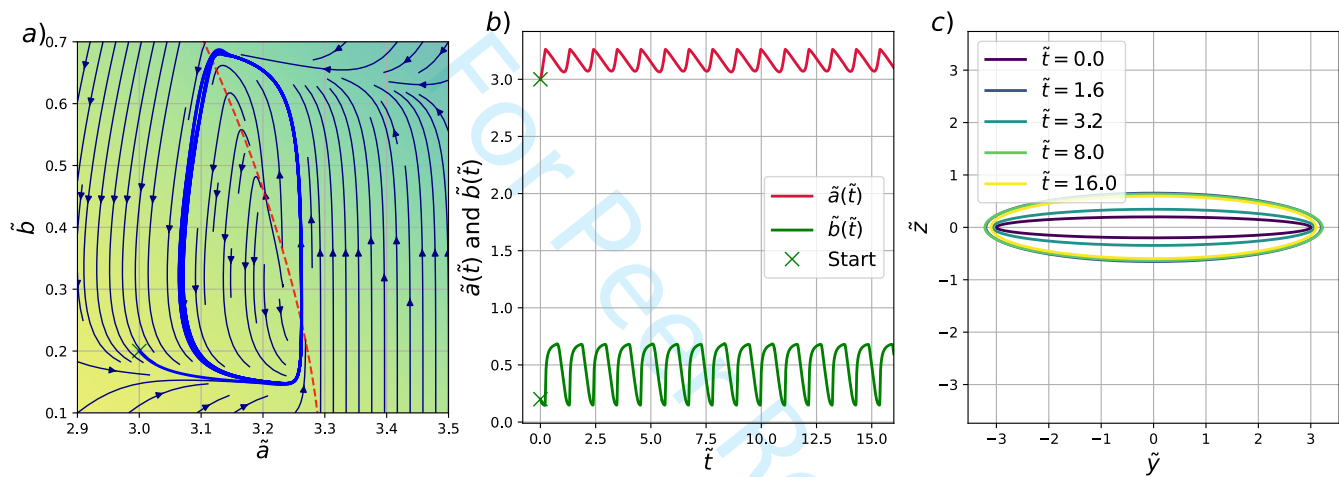 a)
0.7
0.6
0.5
0.4
0.3
0.2
0.1
b̃
2.9
3.0
3.1
3.2
3.3
3.4
3.5
ã
b)
3.0
2.5
2.0
1.5
1.0
0.5
0.0
ã(t̃) and b̃(t̃)
ã(t̃)
b̃(t̃)
Start
0.0
2.5
5.0
7.5
10.0
12.5
15.0
t̃
c)
3
2
1
0
−1
−2
−3
z̃
t̃ = 0.0
t̃ = 1.6
t̃ = 3.2
t̃ = 8.0
t̃ = 16.0
−3
−2
−1
0
1
2
3
ỹ
For Peer Re